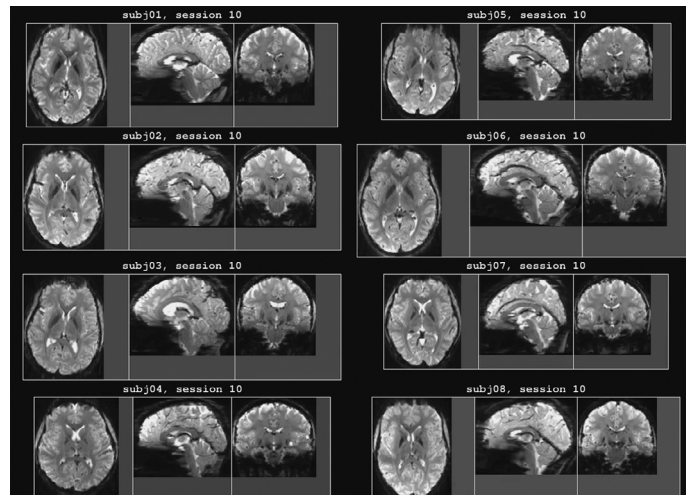 subj01, session 10
subj05, session 10
subj02, session 10
subj06, session 10
subj03, session 10
subj07, session 10
subj04, session 10
subj08, session 10